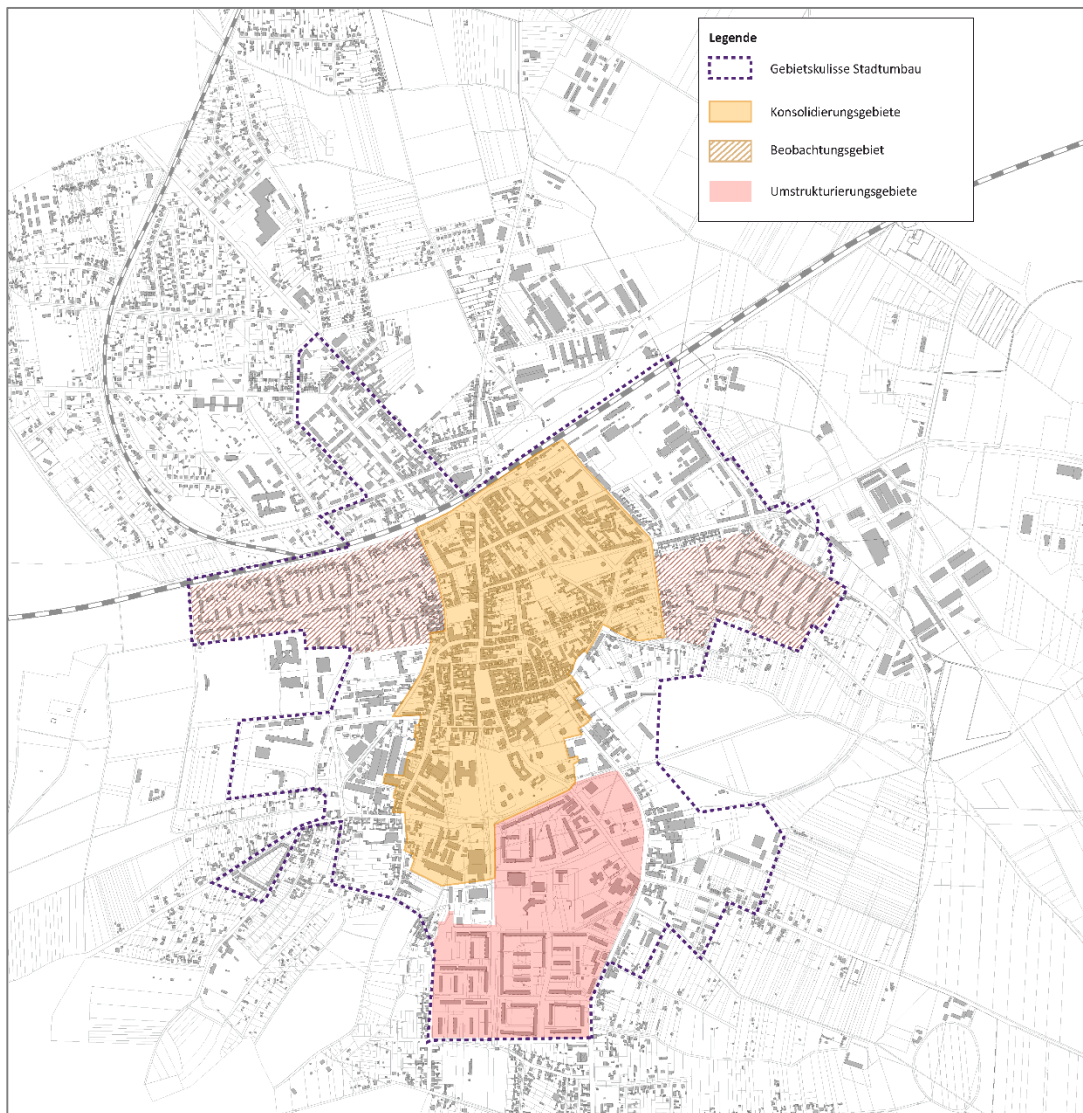 Legende
Gebietskulisse Stadtumbau
Konsolidierungsgebiete
Beobachtungsgebiet
Umstrukturierungsgebiete